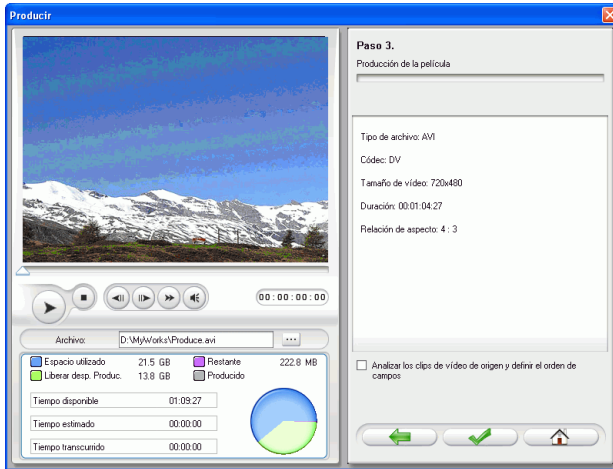 Producir
Paso 3.
Producción de la película
Tipo de archivo: AVI
Códec: DV
Tamaño de vídeo: 720x480
Duración: 00:01:04:27
Relación de aspecto: 4 : 3
00:00:00:00
Archivo: D:\MyWorks\Produce.avi ...
Espacio utilizado 21.5 GB Restante 222.8 MB
Liberar desp. Produc. 13.8 GB Producido
Tiempo disponible 01:09:27
Tiempo estimado 00:00:00
Tiempo transcurrido 00:00:00
Analizar los clips de vídeo de origen y definir el orden de
campos